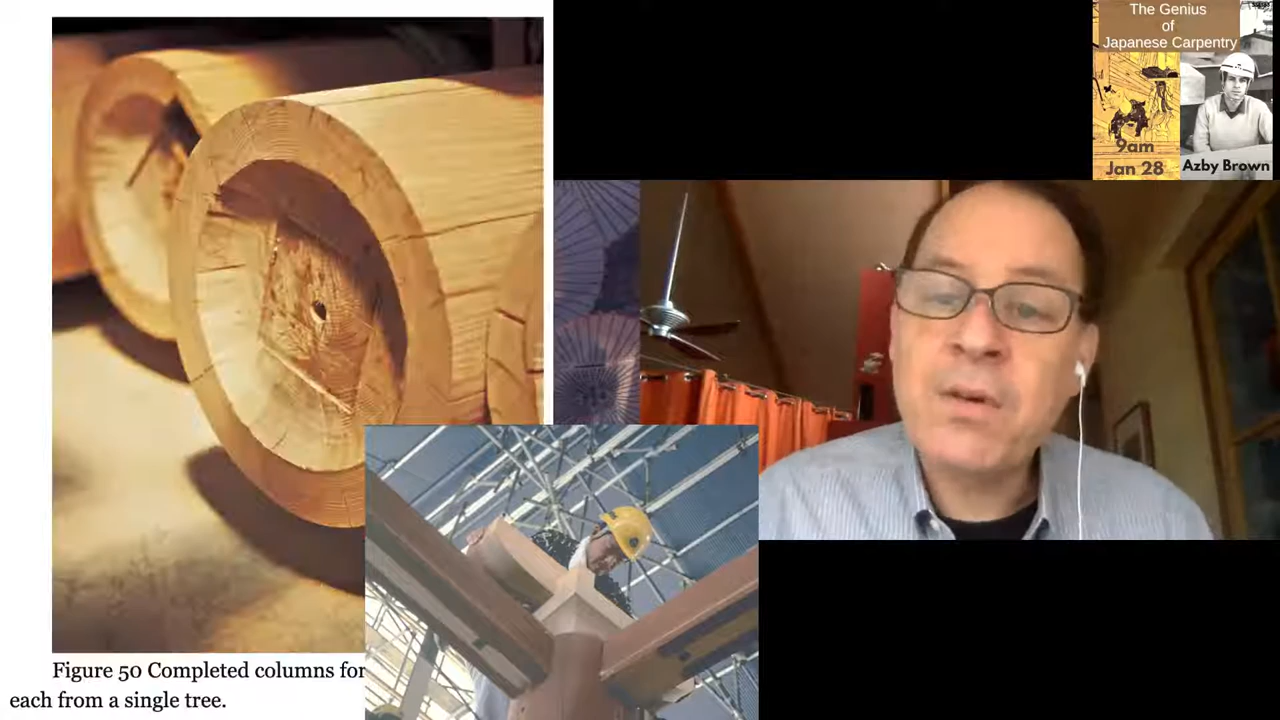 The Genius
of
Japanese Carpentry
9am
Jan 28
Azby Brown
Figure 50 Completed columns for
each from a single tree.